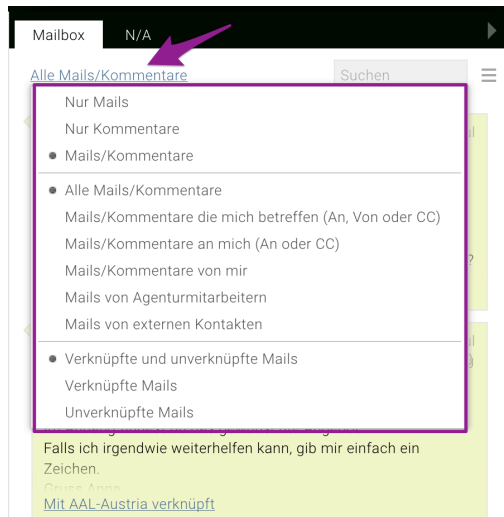 Mailbox N/A
Alle Mails/Kommentare Suchen
Nur Mails
Nur Kommentare
Mails/Kommentare
Alle Mails/Kommentare
Mails/Kommentare die mich betreffen (An, Von oder CC)
Mails/Kommentare an mich (An oder CC)
Mails/Kommentare von mir
?
Mails von Agenturmitarbeitern
Mails von externen Kontakten
Verknüpfte und unverknüpfte Mails
Verknüpfte Mails
Unverknüpfte Mails
Falls ich irgendwie weiterhelfen kann, gib mir einfach ein
Zeichen.
Gruss Anna
Mit AAL-Austria verknüpft